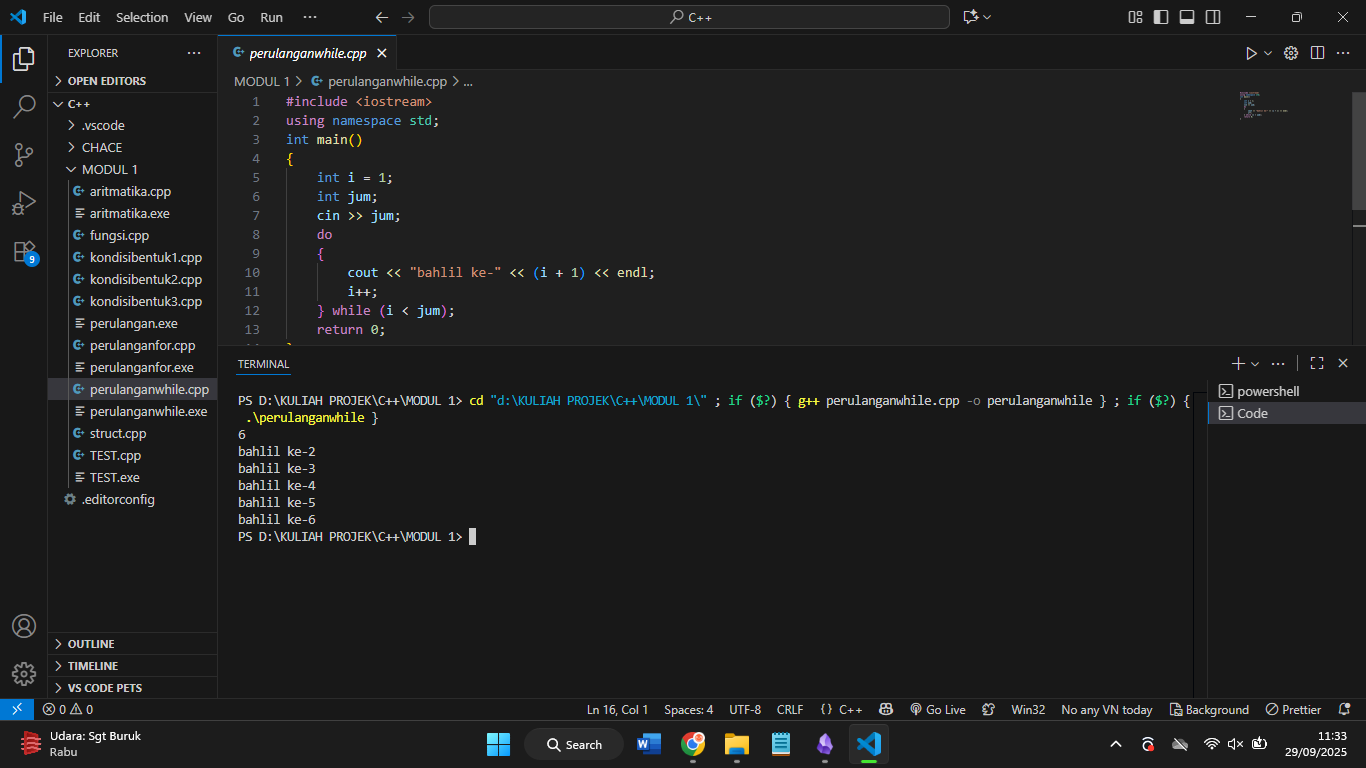 File Edit Selection View Go Run ··· C++
EXPLORER ···
OPEN EDITORS
C++
.vscode
CHACE
MODUL 1
aritmatika.cpp
aritmatika.exe
fungsi.cpp
kondisibentuk1.cpp
kondisibentuk2.cpp
kondisibentuk3.cpp
perulangan.exe
perulanganfor.cpp
perulanganfor.exe
perulanganwhile.cpp
perulanganwhile.exe
struct.cpp
TEST.cpp
TEST.exe
.editorconfig
OUTLINE
TIMELINE
VS CODE PETS
9
perulanganwhile.cpp
MODUL 1 > perulanganwhile.cpp > ...
1 #include <iostream>
2 using namespace std;
3 int main()
4 {
5 int i = 1;
6 int jum;
7 cin >> jum;
8 do
9 {
10 cout << "bahlil ke-" << (i + 1) << endl;
11 i++;
12 } while (i < jum);
13 return 0;
TERMINAL
PS D:\KULIAH PROJEK\C++\MODUL 1> cd "d:\KULIAH PROJEK\C++\MODUL 1\" ; if ($?) { g++ perulanganwhile.cpp -o perulanganwhile } ; if ($?) {
.\perulanganwhile }
6
bahlil ke-2
bahlil ke-3
bahlil ke-4
bahlil ke-5
bahlil ke-6
PS D:\KULIAH PROJEK\C++\MODUL 1>
powershell
Code
0 0 Ln 16, Col 1 Spaces: 4 UTF-8 CRLF {} C++ Go Live Win32 No any VN today Background Prettier
Udara: Sgt Buruk
Rabu
Search
11:33
29/09/2025